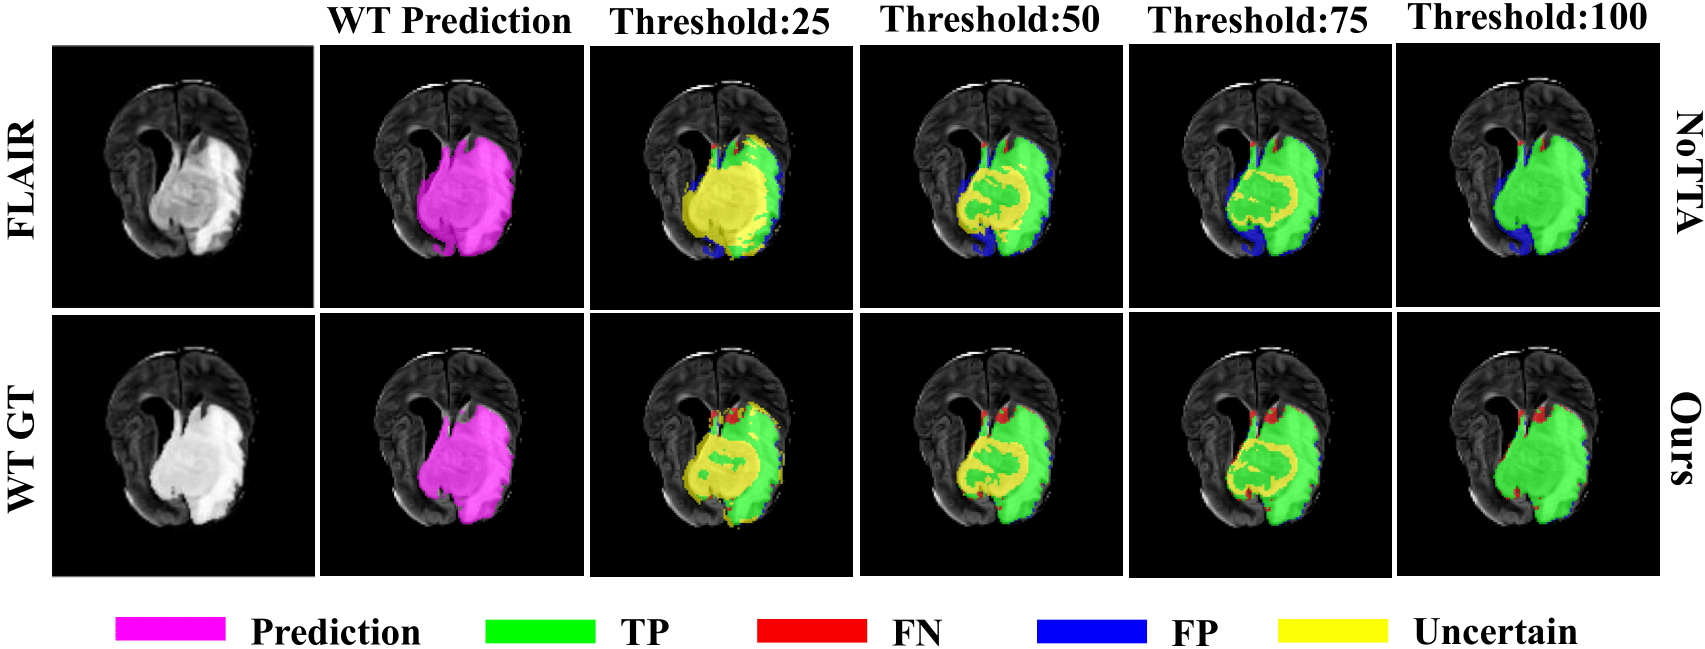 WT Prediction Threshold:25 Threshold:50 Threshold:75 Threshold:100
FLAIR
NoTTA
WT GT
Ours
Prediction TP FN FP Uncertain